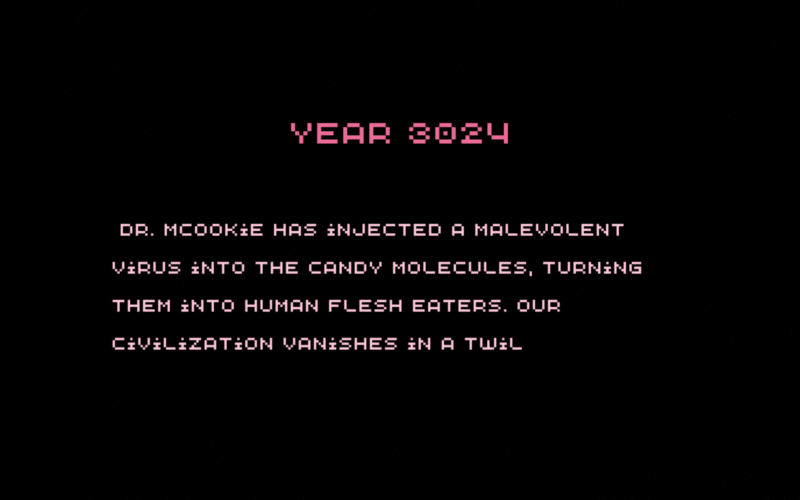 YEAR 3024
DR. MCOOKiE HAS iNJECTED A MALEVOLENT
ViRUS iNTO THE CANDY MOLECULES, TURNiNG
THEM iNTO HUMAN FLESH EATERS. OUR
CiViLiZATiON VANiSHES iN A TWiL